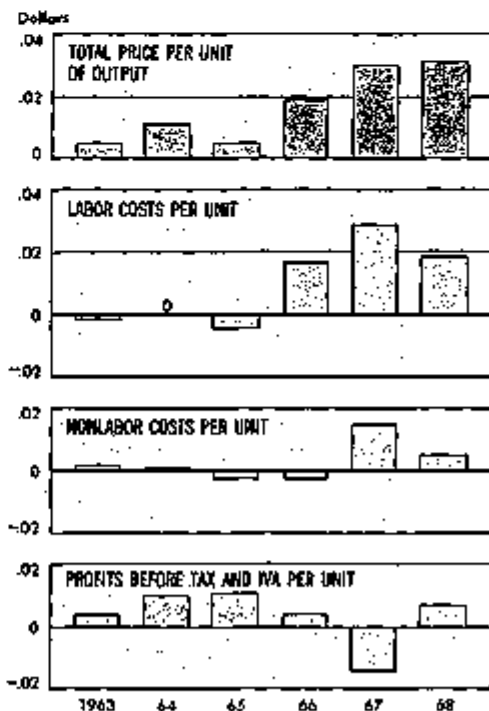 Dollars
.04
TOTAL PRICE PER UNIT
OF OUTPUT
.02
0
.04
LABOR COSTS PER UNIT
.02
0
0
-.02
.02
NONLABOR COSTS PER UNIT
0
-.02
.02
PROFITS BEFORE TAX AND IVA PER UNIT
0
-.02
1963 64 65 66 67 68